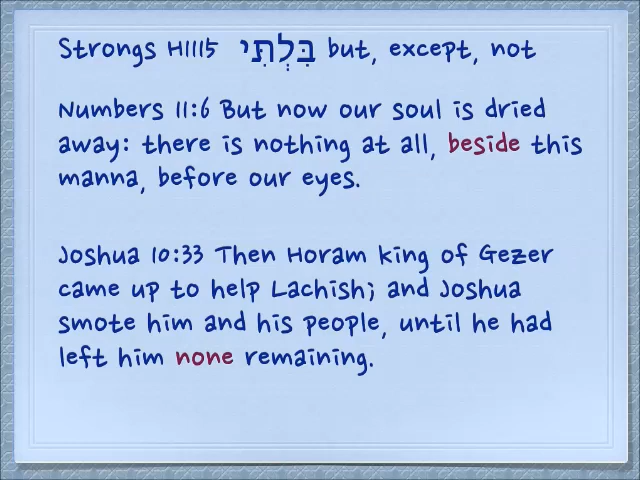 Strongs H1115 בִּלְתִּי but, except, not
Numbers 11:6 But now our soul is dried
away: there is nothing at all, beside this
manna, before our eyes.
Joshua 10:33 Then Horam king of Gezer
came up to help Lachish; and Joshua
smote him and his people, until he had
left him none remaining.